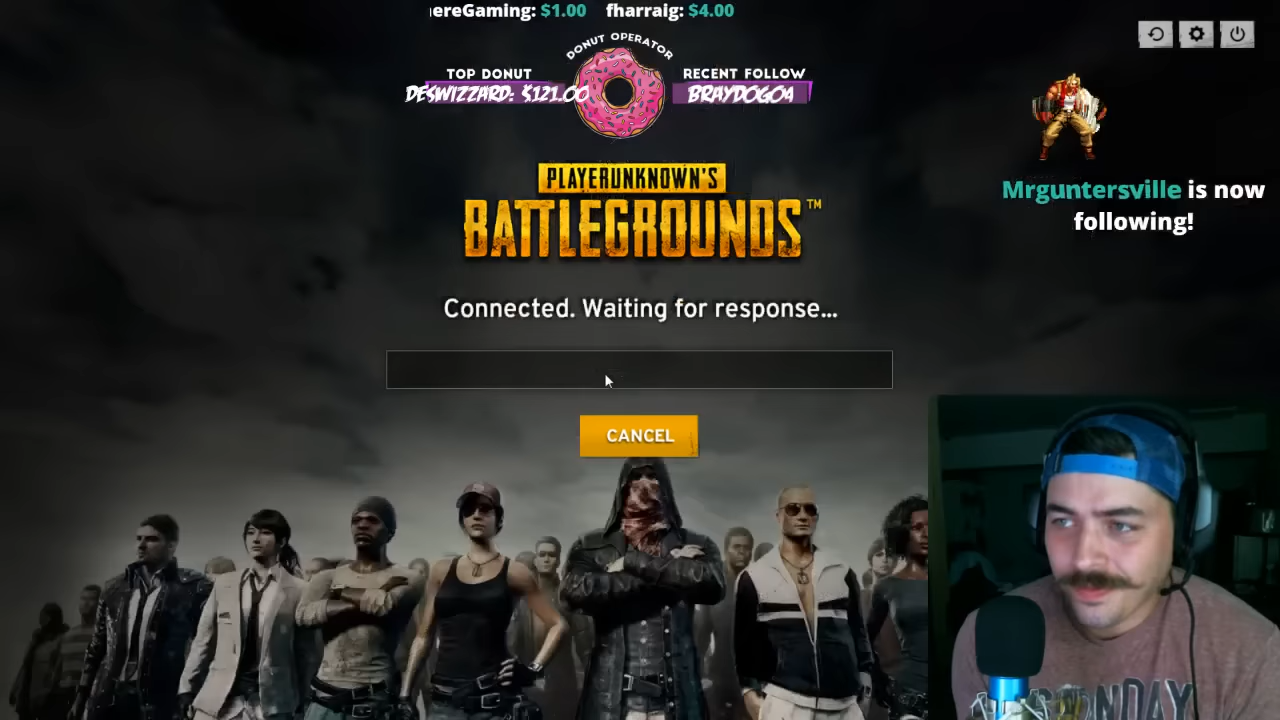 ereGaming: $1.00 fharraig: $4.00
DONUT OPERATOR
TOP DONUT
DESWIZZARD: $121.00
RECENT FOLLOW
BRAYDOG04
PLAYERUNKNOWN'S
BATTLEGROUNDS™
Mrguntersville is now
following!
Connected. Waiting for response...
CANCEL